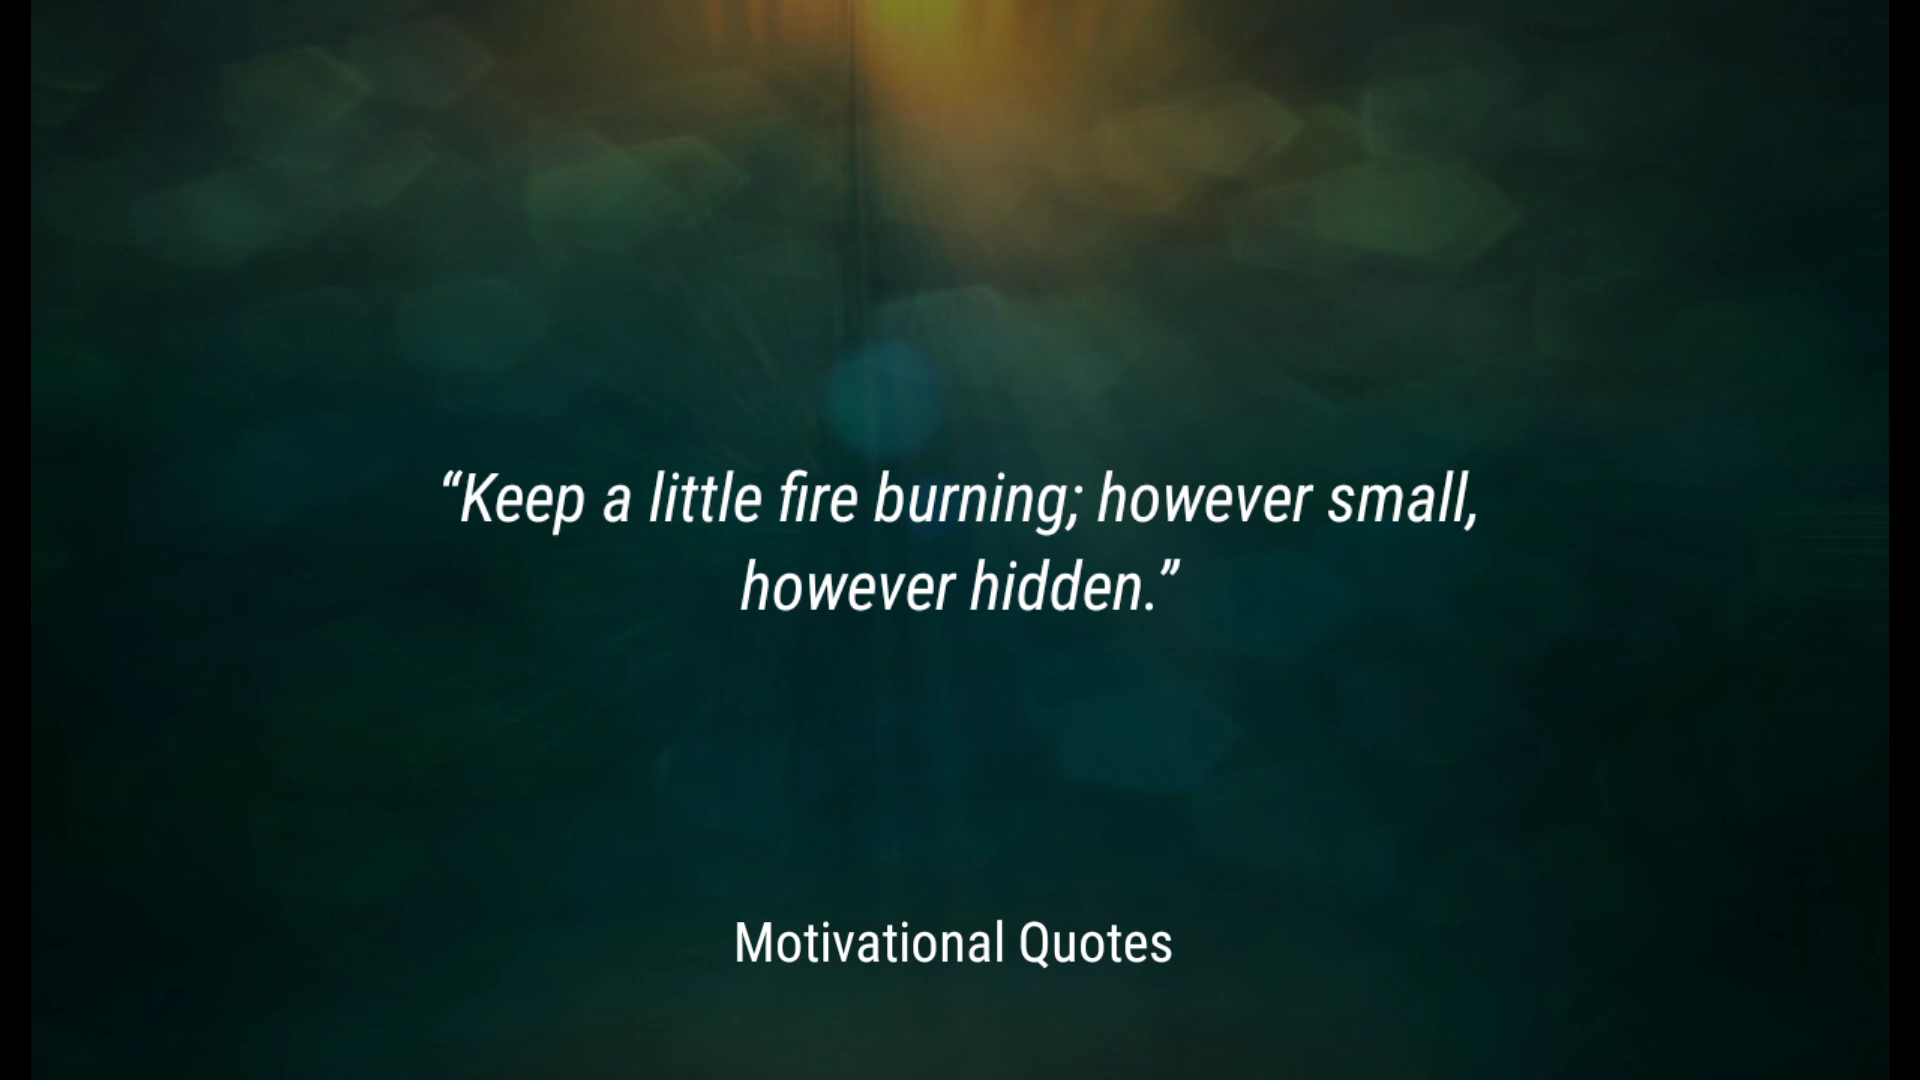 “Keep a little fire burning; however small,
however hidden.”
Motivational Quotes